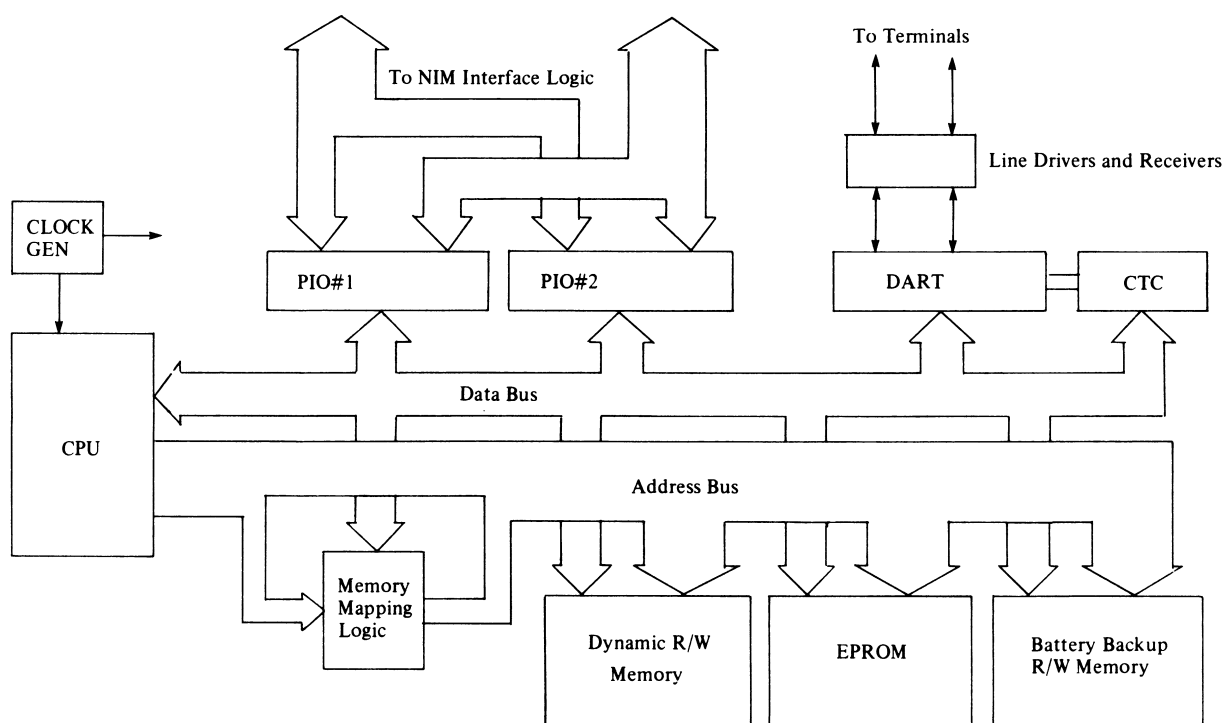 To Terminals
To NIM Interface Logic
Line Drivers and Receivers
CLOCK
GEN
PIO#1
PIO#2
DART
CTC
Data Bus
CPU
Address Bus
Memory
Mapping
Logic
Dynamic R/W
Memory
EPROM
Battery Backup
R/W Memory